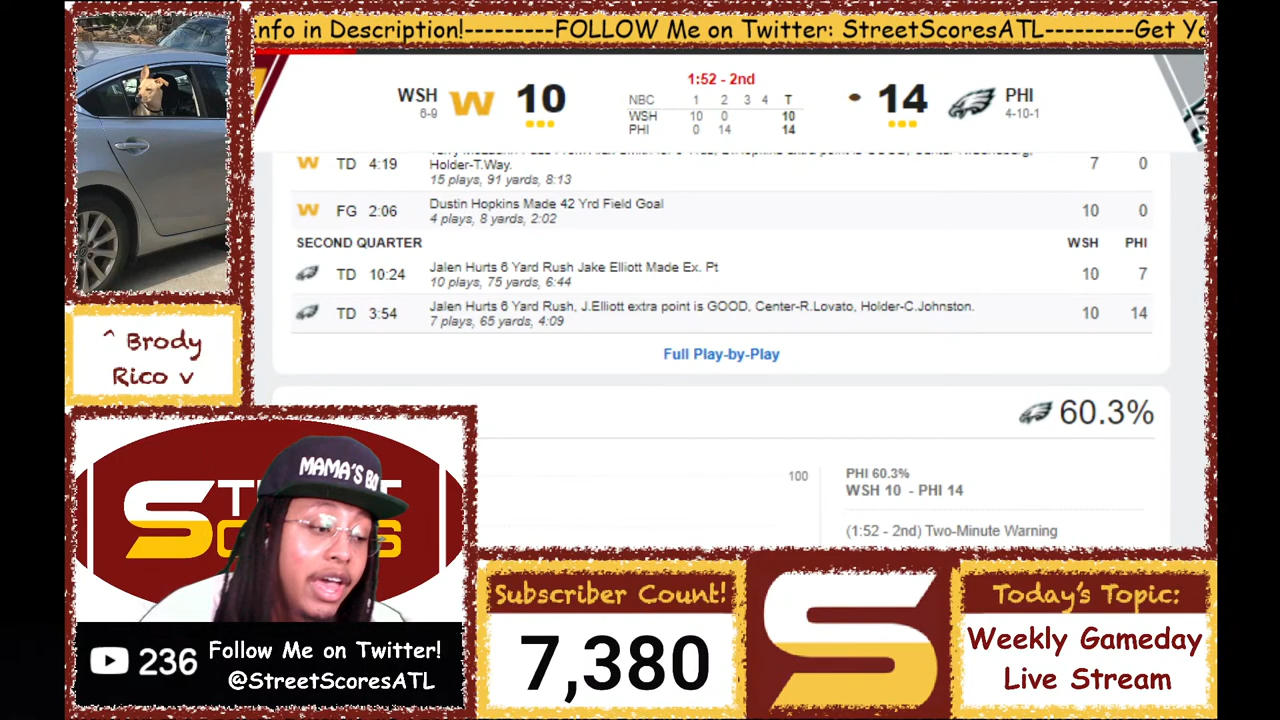 nfo in Description!---------FOLLOW Me on Twitter: StreetScoresATL---------Get Yo
WSH
6-9
W
10
1:52 - 2nd
NBC 1 2 3 4 T
WSH 10 0 10
PHI 0 14 14
14
PHI
4-10-1
W TD 4:19 Holder-T.Way. 7 0
15 plays, 91 yards, 8:13
W FG 2:06 Dustin Hopkins Made 42 Yrd Field Goal 10 0
4 plays, 8 yards, 2:02
SECOND QUARTER WSH PHI
TD 10:24 Jalen Hurts 6 Yard Rush Jake Elliott Made Ex. Pt 10 7
10 plays, 75 yards, 6:44
TD 3:54 Jalen Hurts 6 Yard Rush, J.Elliott extra point is GOOD, Center-R.Lovato, Holder-C.Johnston. 10 14
7 plays, 65 yards, 4:09
Full Play-by-Play
60.3%
100
PHI 60.3%
WSH 10 - PHI 14
(1:52 - 2nd) Two-Minute Warning
^ Brody
Rico v
MAMA'S BO
236
Follow Me on Twitter!
@StreetScoresATL
Subscriber Count!
7,380
S
Today's Topic:
Weekly Gameday
Live Stream